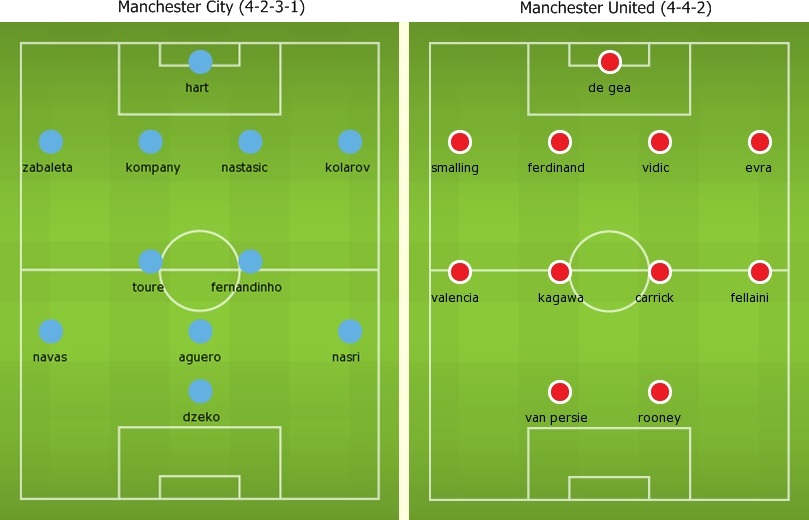 Manchester City (4-2-3-1)
hart
zabaleta kompany nastasic kolarov
toure fernandinho
navas aguero nasri
dzeko
Manchester United (4-4-2)
de gea
smalling ferdinand vidic evra
valencia kagawa carrick fellaini
van persie rooney